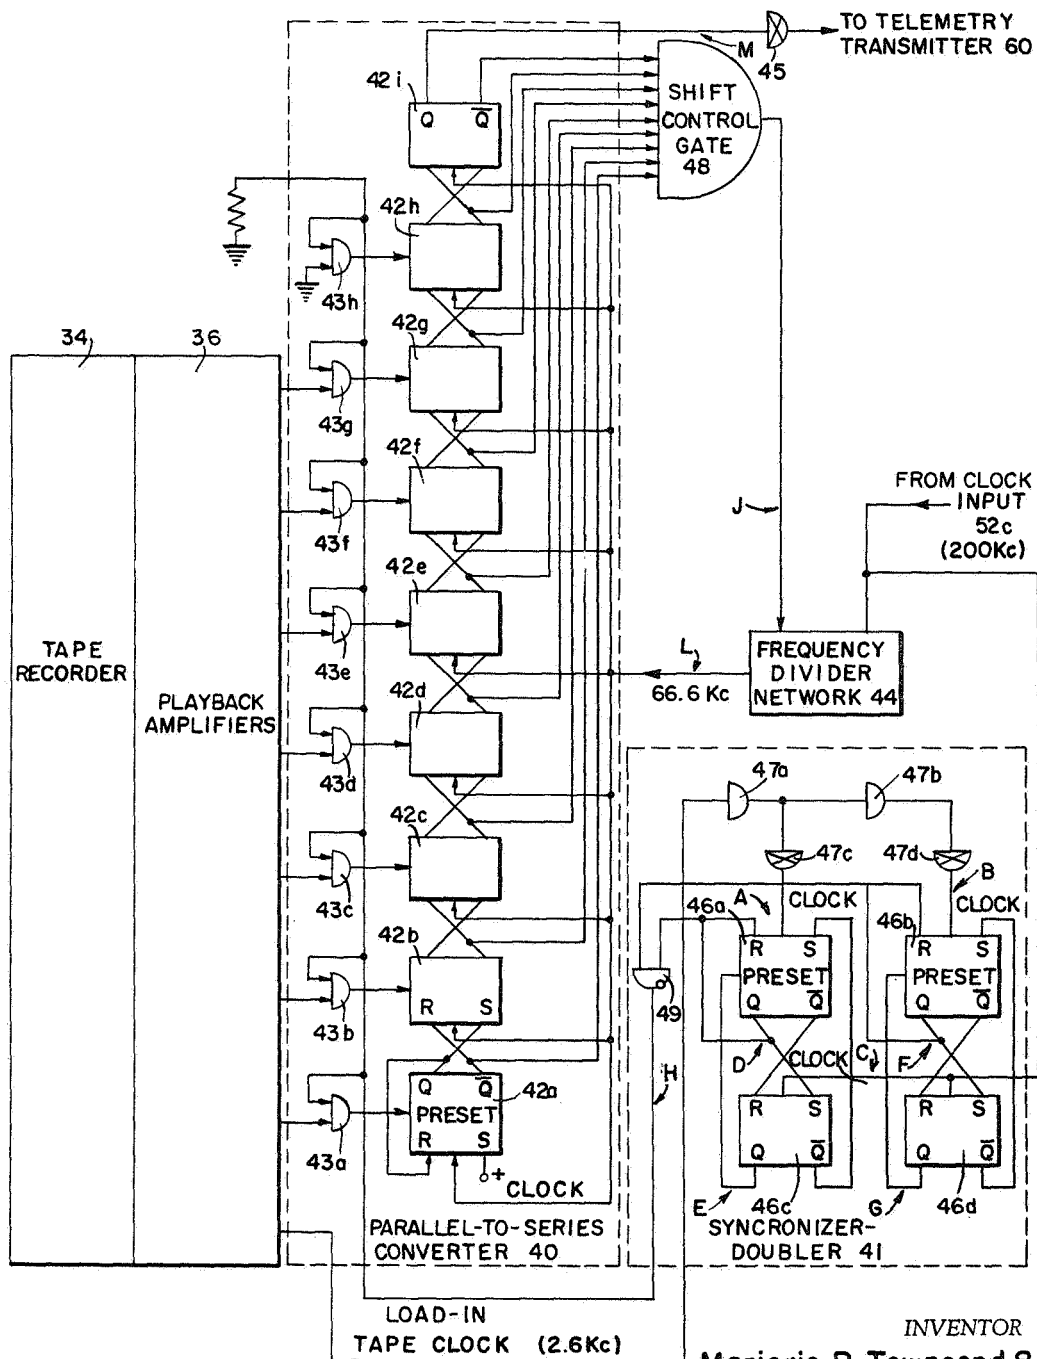 TO TELEMETRY
TRANSMITTER 60
M
45
42i
Q Q̅
SHIFT
CONTROL
GATE
48
42h
43h
34
36
42g
43g
42f
43f
J
FROM CLOCK
INPUT
52c
(200Kc)
42e
43e
TAPE
RECORDER
PLAYBACK
AMPLIFIERS
L
66.6 Kc
FREQUENCY
DIVIDER
NETWORK 44
42d
43d
47a
47b
42c
43c
47c
47d
B
A
CLOCK
CLOCK
46a
46b
R S
PRESET
Q Q̅
R S
PRESET
Q Q̅
42b
R S
43b
49
D
CLOCK
C
F
H
Q Q̅
PRESET
R S
42a
43a
+
CLOCK
R S
Q Q̅
R S
Q Q̅
E
46c
G
46d
PARALLEL-TO-SERIES
CONVERTER 40
SYNCRONIZER-
DOUBLER 41
LOAD-IN
TAPE CLOCK (2.6Kc)
INVENTOR